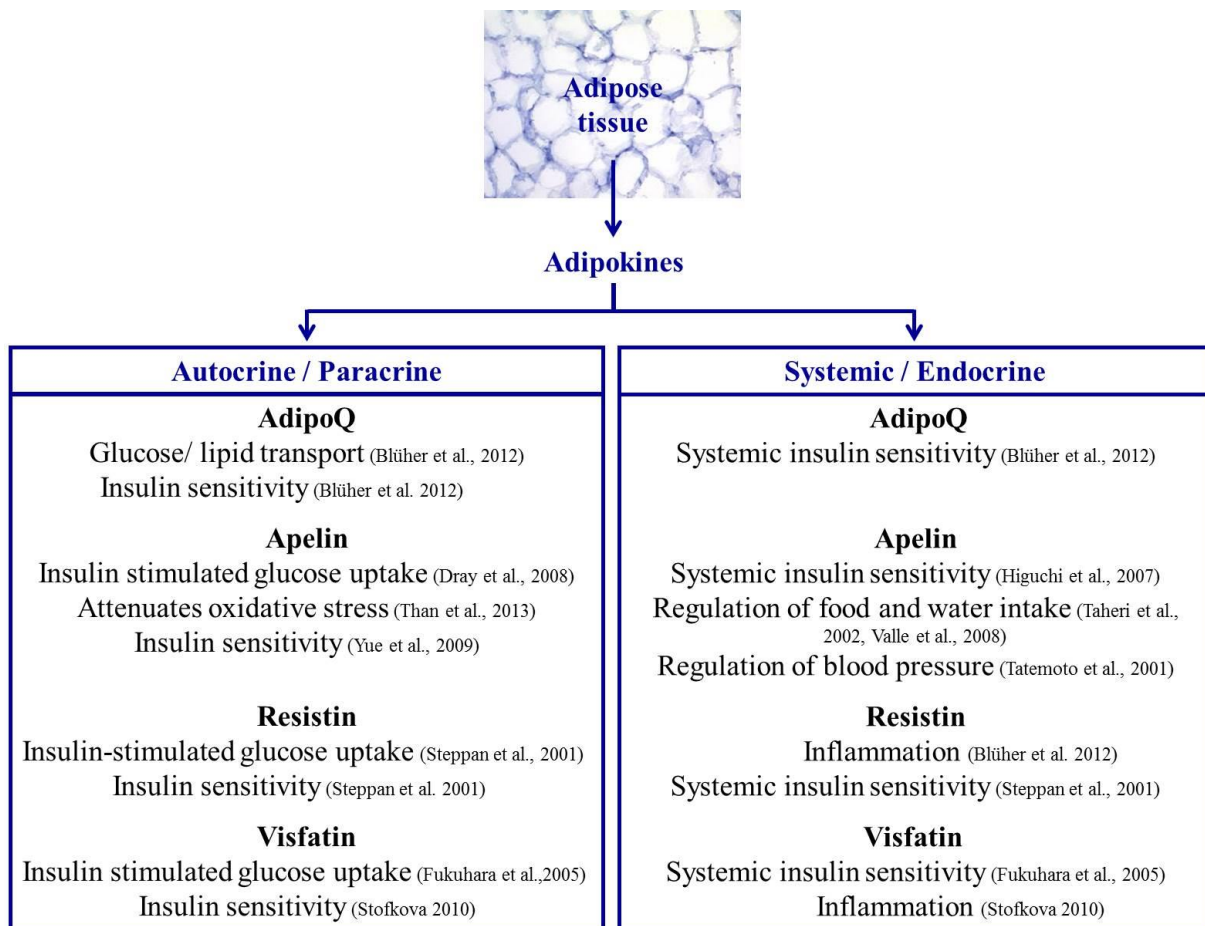 Adipose
tissue
Adipokines
Autocrine / Paracrine
AdipoQ
Glucose/ lipid transport (Blüher et al., 2012)
Insulin sensitivity (Blüher et al. 2012)
Apelin
Insulin stimulated glucose uptake (Dray et al., 2008)
Attenuates oxidative stress (Than et al., 2013)
Insulin sensitivity (Yue et al., 2009)
Resistin
Insulin-stimulated glucose uptake (Steppan et al., 2001)
Insulin sensitivity (Steppan et al. 2001)
Visfatin
Insulin stimulated glucose uptake (Fukuhara et al.,2005)
Insulin sensitivity (Stofkova 2010)
Systemic / Endocrine
AdipoQ
Systemic insulin sensitivity (Blüher et al., 2012)
Apelin
Systemic insulin sensitivity (Higuchi et al., 2007)
Regulation of food and water intake (Taheri et al.,
2002, Valle et al., 2008)
Regulation of blood pressure (Tatemoto et al., 2001)
Resistin
Inflammation (Blüher et al. 2012)
Systemic insulin sensitivity (Steppan et al., 2001)
Visfatin
Systemic insulin sensitivity (Fukuhara et al., 2005)
Inflammation (Stofkova 2010)